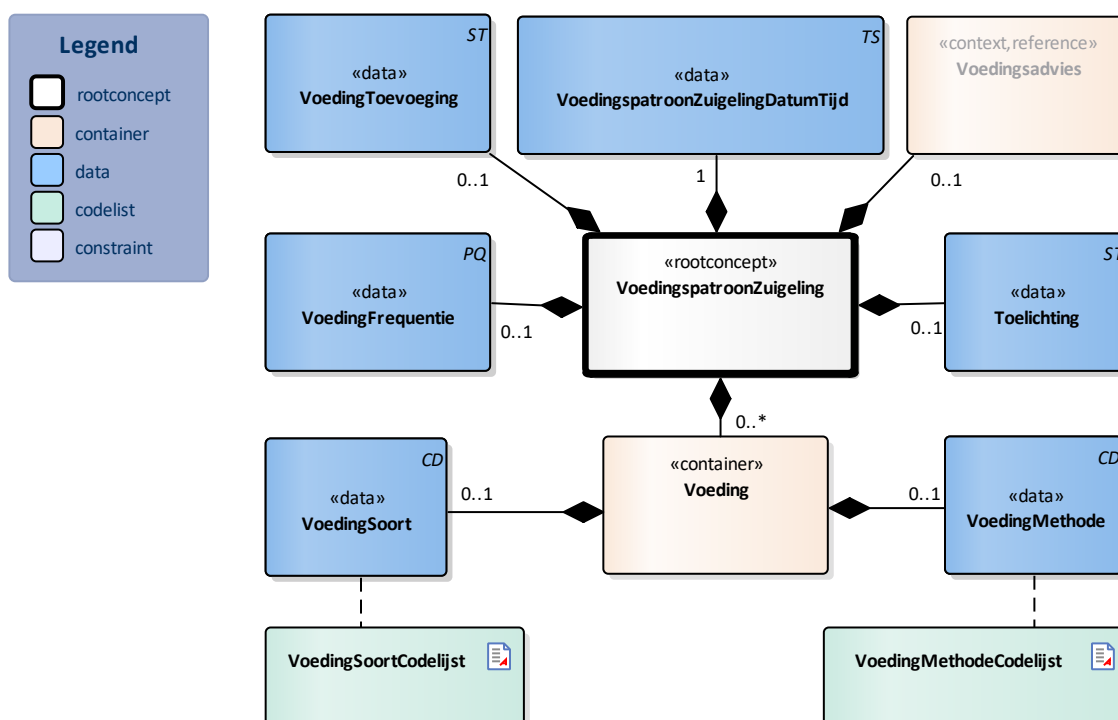 Legend
rootconcept
container
data
codelist
constraint
ST
«data»
VoedingToevoeging
TS
«data»
VoedingspatroonZuigelingDatumTijd
«context,reference»
Voedingsadvies
0..1
1
0..1
PQ
«data»
VoedingFrequentie
0..1
«rootconcept»
VoedingspatroonZuigeling
0..1
ST
«data»
Toelichting
0..*
CD
«data»
VoedingSoort
0..1
«container»
Voeding
0..1
CD
«data»
VoedingMethode
VoedingSoortCodelijst
VoedingMethodeCodelijst